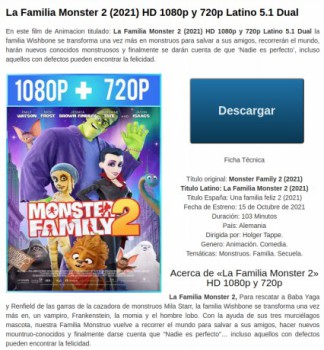 La Familia Monster 2 (2021) HD 1080p y 720p Latino 5.1 Dual
En este film de Animacion titulado: La Familia Monster 2 (2021) HD 1080p y 720p Latino 5.1 Dual la
familia Wishbone se transforma una vez más en monstruos para salvar a sus amigos, recorrerán el mundo,
harán nuevos conocidos monstruosos y finalmente se darán cuenta de que 'Nadie es perfecto', incluso
aquellos con defectos pueden encontrar la felicidad.
1080P + 720P
WATSON
BROWN
ISAACS
MONSTER
FAMILY
2
Descargar
Ficha Técnica
Titulo original: Monster Family 2 (2021)
Titulo Latino: La Familia Monster 2 (2021)
Titulo España: Una familia feliz 2 (2021)
Fecha de Estreno: 15 de Octubre de 2021
Duración: 103 Minutos
País: Alemania
Dirigida por: Holger Tappe.
Genero: Animación. Comedia.
Temáticas: Monstruos. Familia. Secuela.
Acerca de «La Familia Monster 2»
HD 1080p y 720p
La Familia Monster 2, Para rescatar a Baba Yaga
y Renfield de las garras de la cazadora de monstruos Mila Starr, la familia Wishbone se transforma una vez
más en, un vampiro, Frankenstein, la momia y el hombre lobo. Con la ayuda de sus tres murciélagos
mascota, nuestra Familia Monstruo vuelve a recorrer el mundo para salvar a sus amigos, hacer nuevos
mountruo-conocidos y finalmente darse cuenta que "Nadie es perfecto"... incluso aquellos con defectos
pueden encontrar la felicidad.